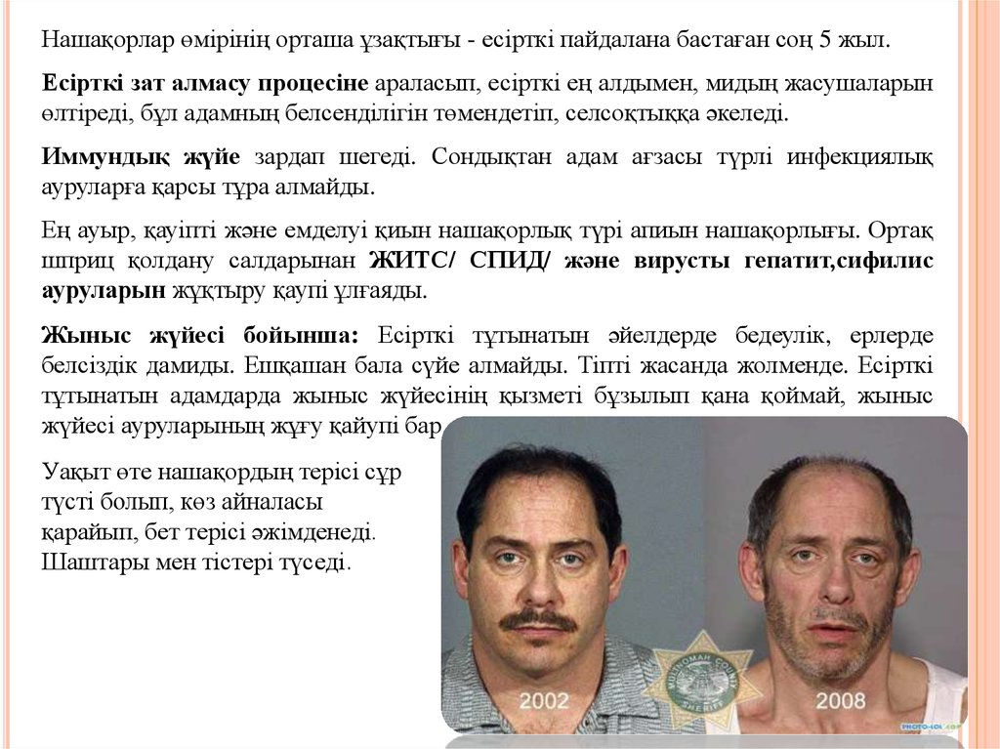 Нашақорлар өмірінің орташа ұзақтығы - есірткі пайдалана бастаған соң 5 жыл.
Есірткі зат алмасу процесіне араласып, есірткі ең алдымен, мидың жасушаларын
өлтіреді, бұл адамның белсенділігін төмендетіп, селсоқтыққа әкеледі.
Иммундық жүйе зардап шегеді. Сондықтан адам ағзасы түрлі инфекциялық
ауруларға қарсы тұра алмайды.
Ең ауыр, қауіпті және емделуі қиын нашақорлық түрі апиын нашақорлығы. Ортақ
шприц қолдану салдарынан ЖИТС/ СПИД/ және вирусты гепатит,сифилис
ауруларын жұқтыру қаупі ұлғаяды.
Жыныс жүйесі бойынша: Есірткі тұтынатын әйелдерде бедеулік, ерлерде
белсіздік дамиды. Ешқашан бала сүйе алмайды. Тіпті жасанда жолменде. Есірткі
тұтынатын адамдарда жыныс жүйесінің қызметі бұзылып қана қоймай, жыныс
жүйесі ауруларының жұғу қайупі бар
Уақыт өте нашақордың терісі сұр
түсті болып, көз айналасы
қарайып, бет терісі әжімденеді.
Шаштары мен тістері түседі.
MULTNOMAH COUNTY
SHERIFF
2002
2008
PHOTO-LOL.COM